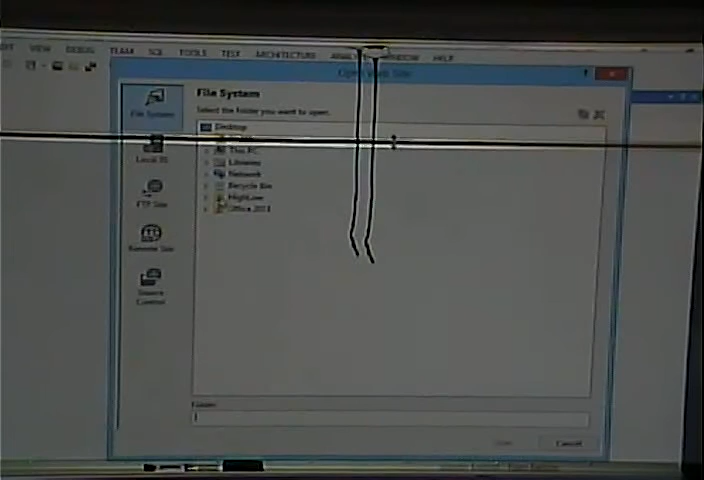 VIEW DEBUG TEAM SQL TOOLS TEST ARCHITECTURE WINDOW HELP
Open Web Site
File System
Select the folder you want to open.
File System
Desktop
This PC
Local IIS
Libraries
Network
Recycle Bin
FTP Site
Office 2013
Remote Site
Source Control
Folder:
Cancel